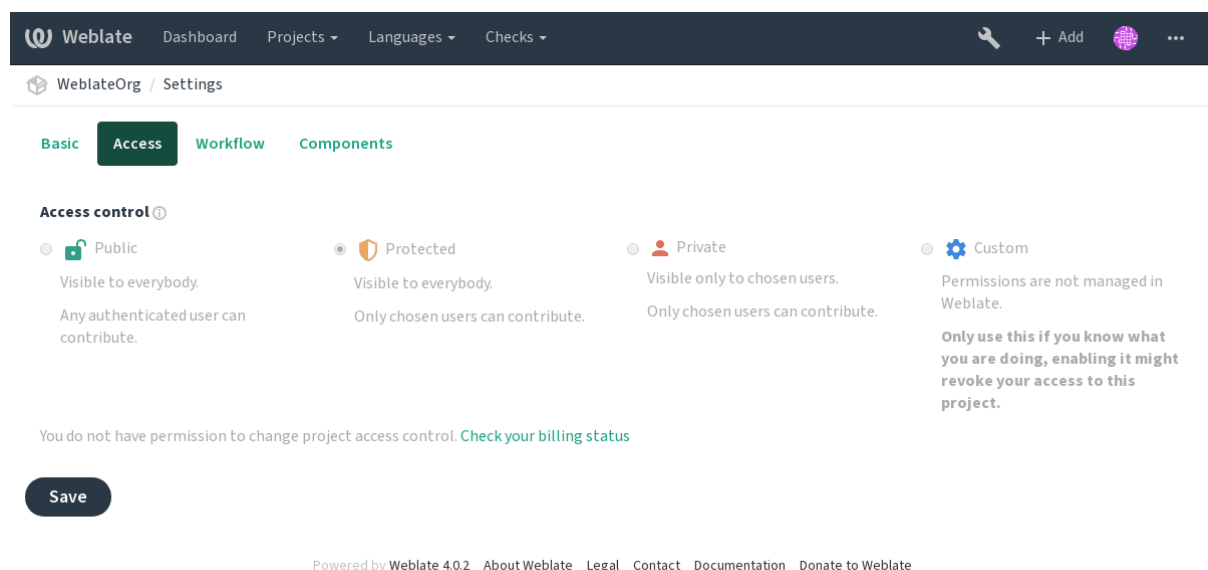 Weblate Dashboard Projects Languages Checks Add
WeblateOrg / Settings
Basic Access Workflow Components
Access control
Public Protected Private Custom
Visible to everybody. Visible to everybody. Visible only to chosen users. Permissions are not managed in
Weblate.
Any authenticated user can Only chosen users can contribute. Only chosen users can contribute.
contribute.
Only use this if you know what
you are doing, enabling it might
revoke your access to this
project.
You do not have permission to change project access control. Check your billing status
Save
Powered by Weblate 4.0.2 About Weblate Legal Contact Documentation Donate to Weblate